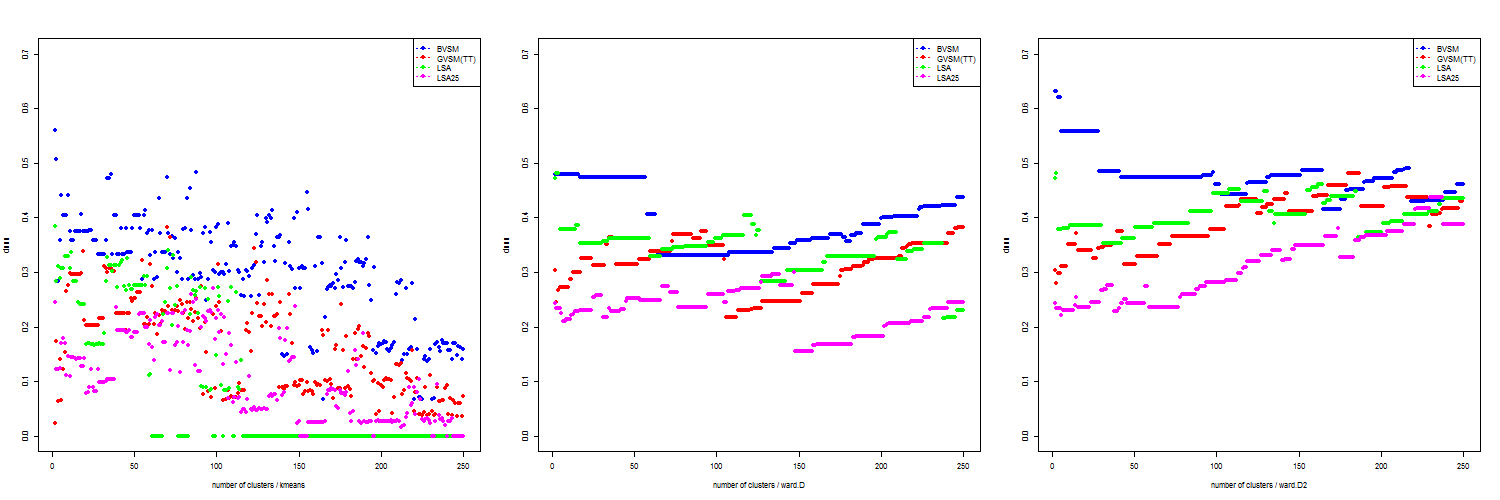 dunn
0.0 0.1 0.2 0.3 0.4 0.5 0.6 0.7
BVSM
GVSM(TT)
LSA
LSA25
0 50 100 150 200 250
number of clusters / kmeans
dunn
0.0 0.1 0.2 0.3 0.4 0.5 0.6 0.7
BVSM
GVSM(TT)
LSA
LSA25
0 50 100 150 200 250
number of clusters / ward.D
dunn
0.0 0.1 0.2 0.3 0.4 0.5 0.6 0.7
BVSM
GVSM(TT)
LSA
LSA25
0 50 100 150 200 250
number of clusters / ward.D2